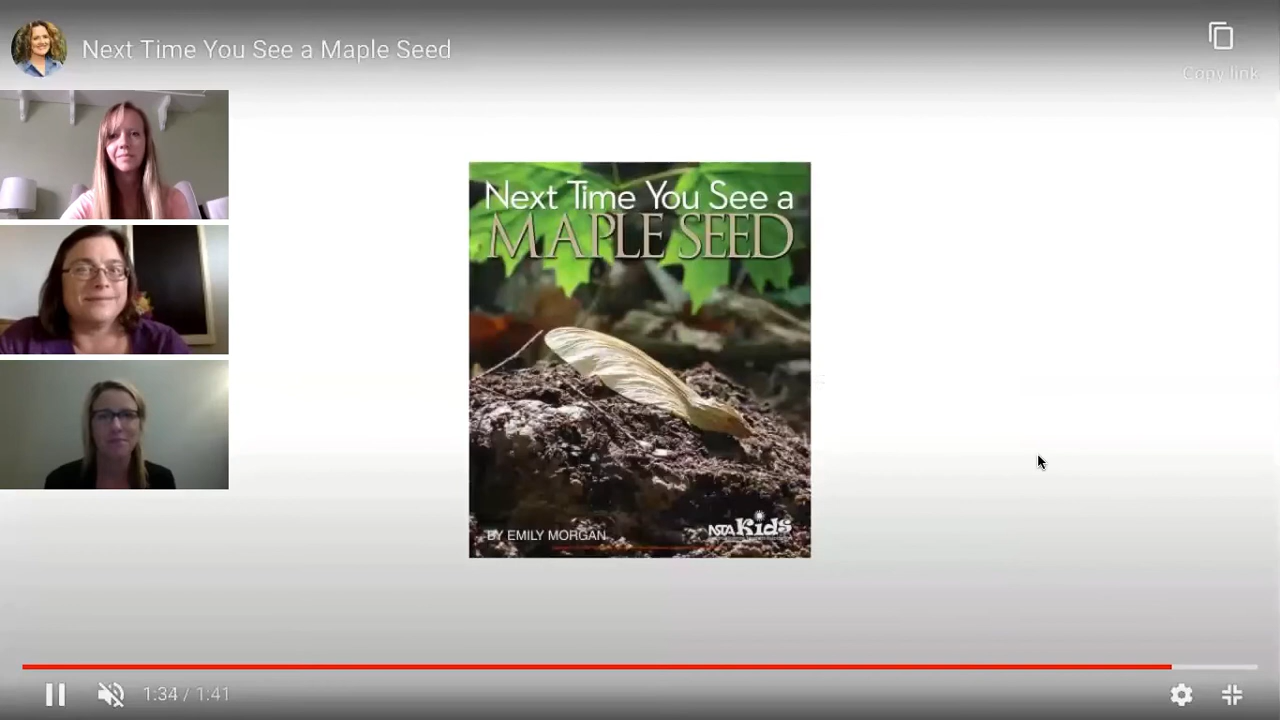 Next Time You See a Maple Seed
Copy link
Next Time You See a
MAPLE SEED
BY EMILY MORGAN
NSTA Kids
1:34 / 1:41